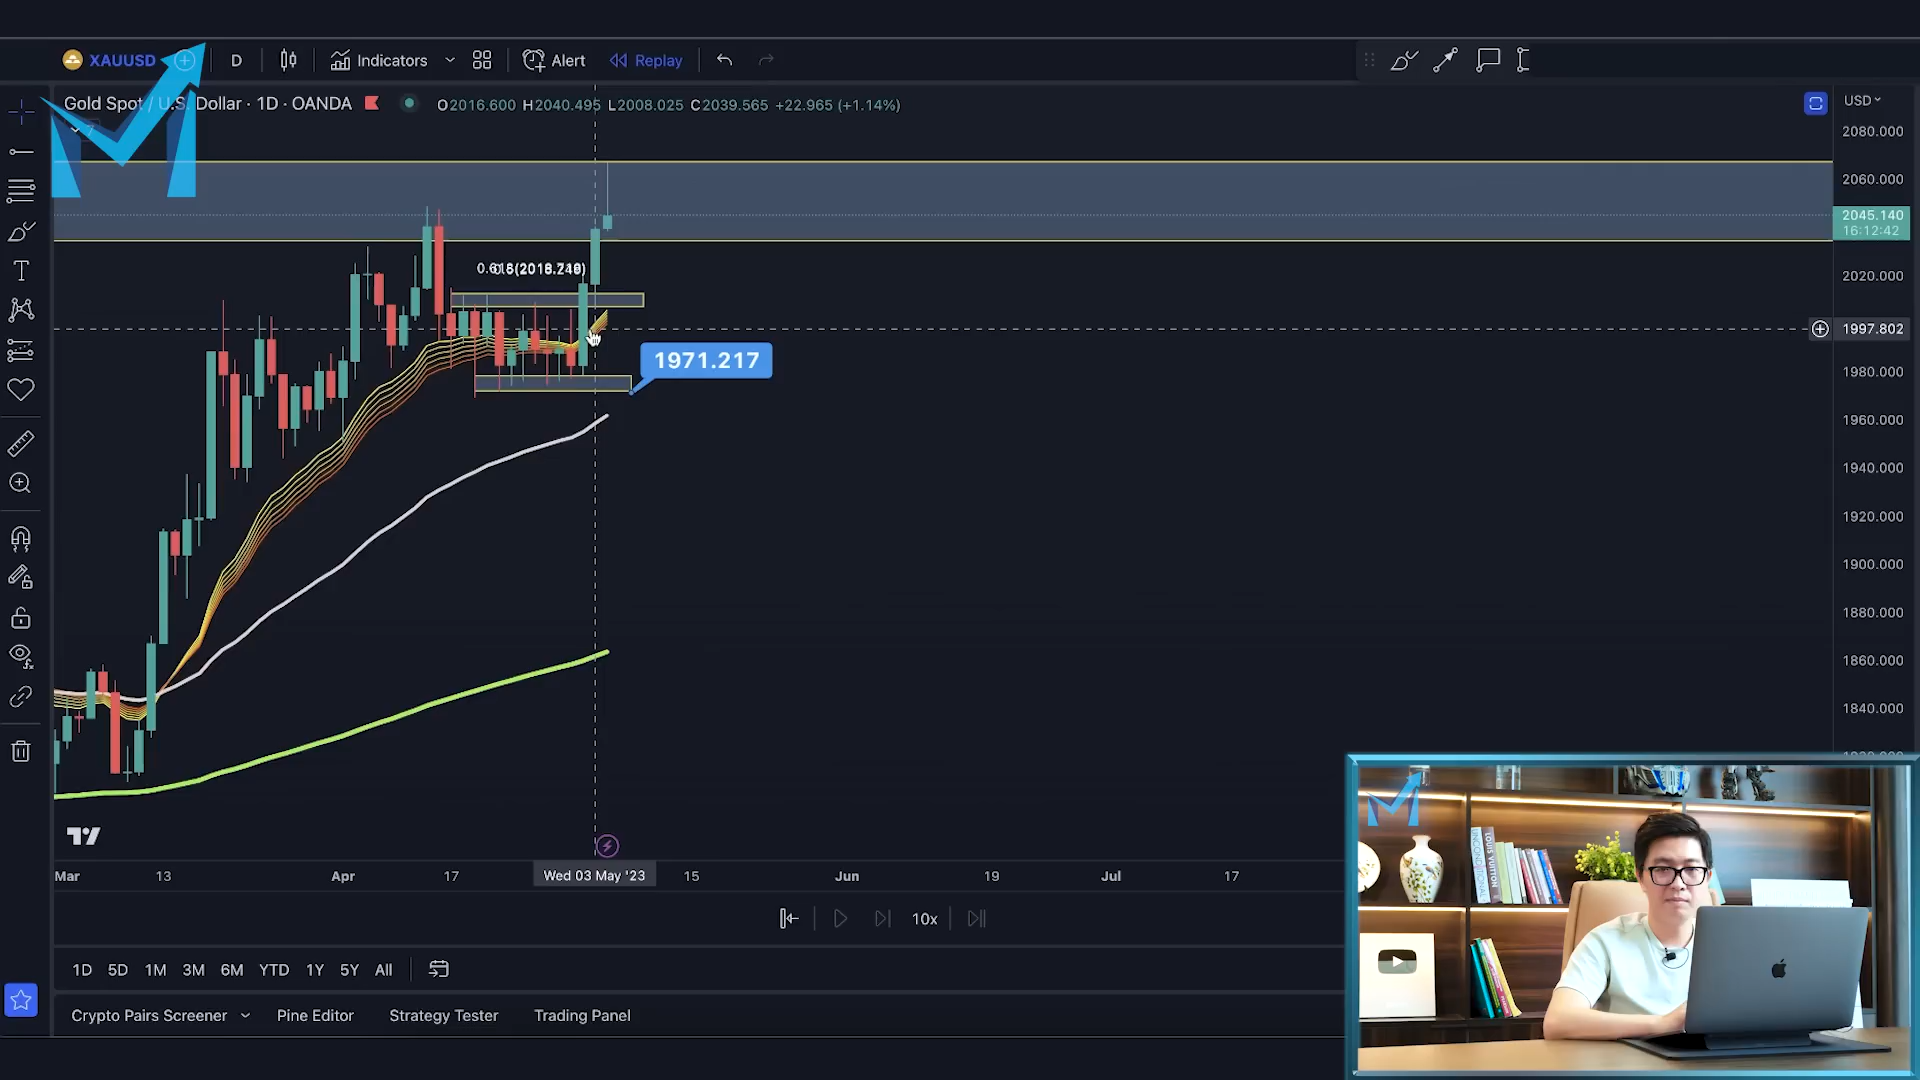 XAUUSD D Indicators Alert Replay
Gold Spot / U.S. Dollar · 1D · OANDA O2016.600 H2040.495 L2008.025 C2039.565 +22.965 (+1.14%)
USD
2080.000
2060.000
2045.140
16:12:42
2020.000
1997.802
1971.217
1980.000
1960.000
1940.000
1920.000
1900.000
1880.000
1860.000
1840.000
Mar 13 Apr 17 Wed 03 May '23 15 Jun 19 Jul 17
10x
1D 5D 1M 3M 6M YTD 1Y 5Y All
Crypto Pairs Screener Pine Editor Strategy Tester Trading Panel
LOUIS VUITTON